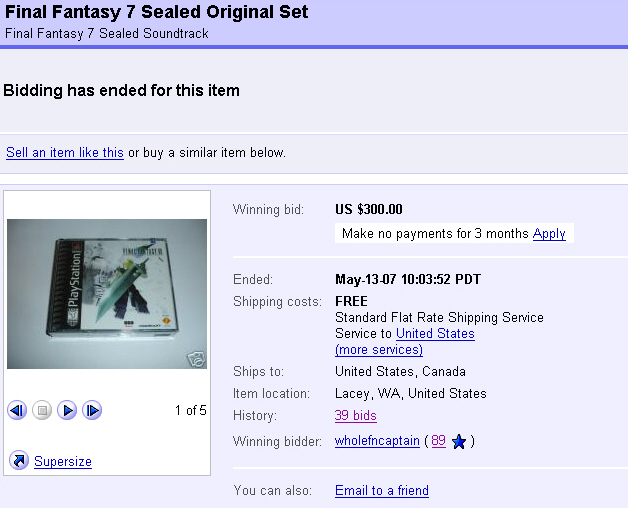 Final Fantasy 7 Sealed Original Set
Final Fantasy 7 Sealed Soundtrack
Bidding has ended for this item
Sell an item like this or buy a similar item below.
PlayStation
FINAL FANTASY VII
1 of 5
Supersize
Winning bid: US $300.00
Make no payments for 3 months Apply
Ended: May-13-07 10:03:52 PDT
Shipping costs: FREE
Standard Flat Rate Shipping Service
Service to United States
(more services)
Ships to: United States, Canada
Item location: Lacey, WA, United States
History: 39 bids
Winning bidder: wholefncaptain ( 89 )
You can also: Email to a friend